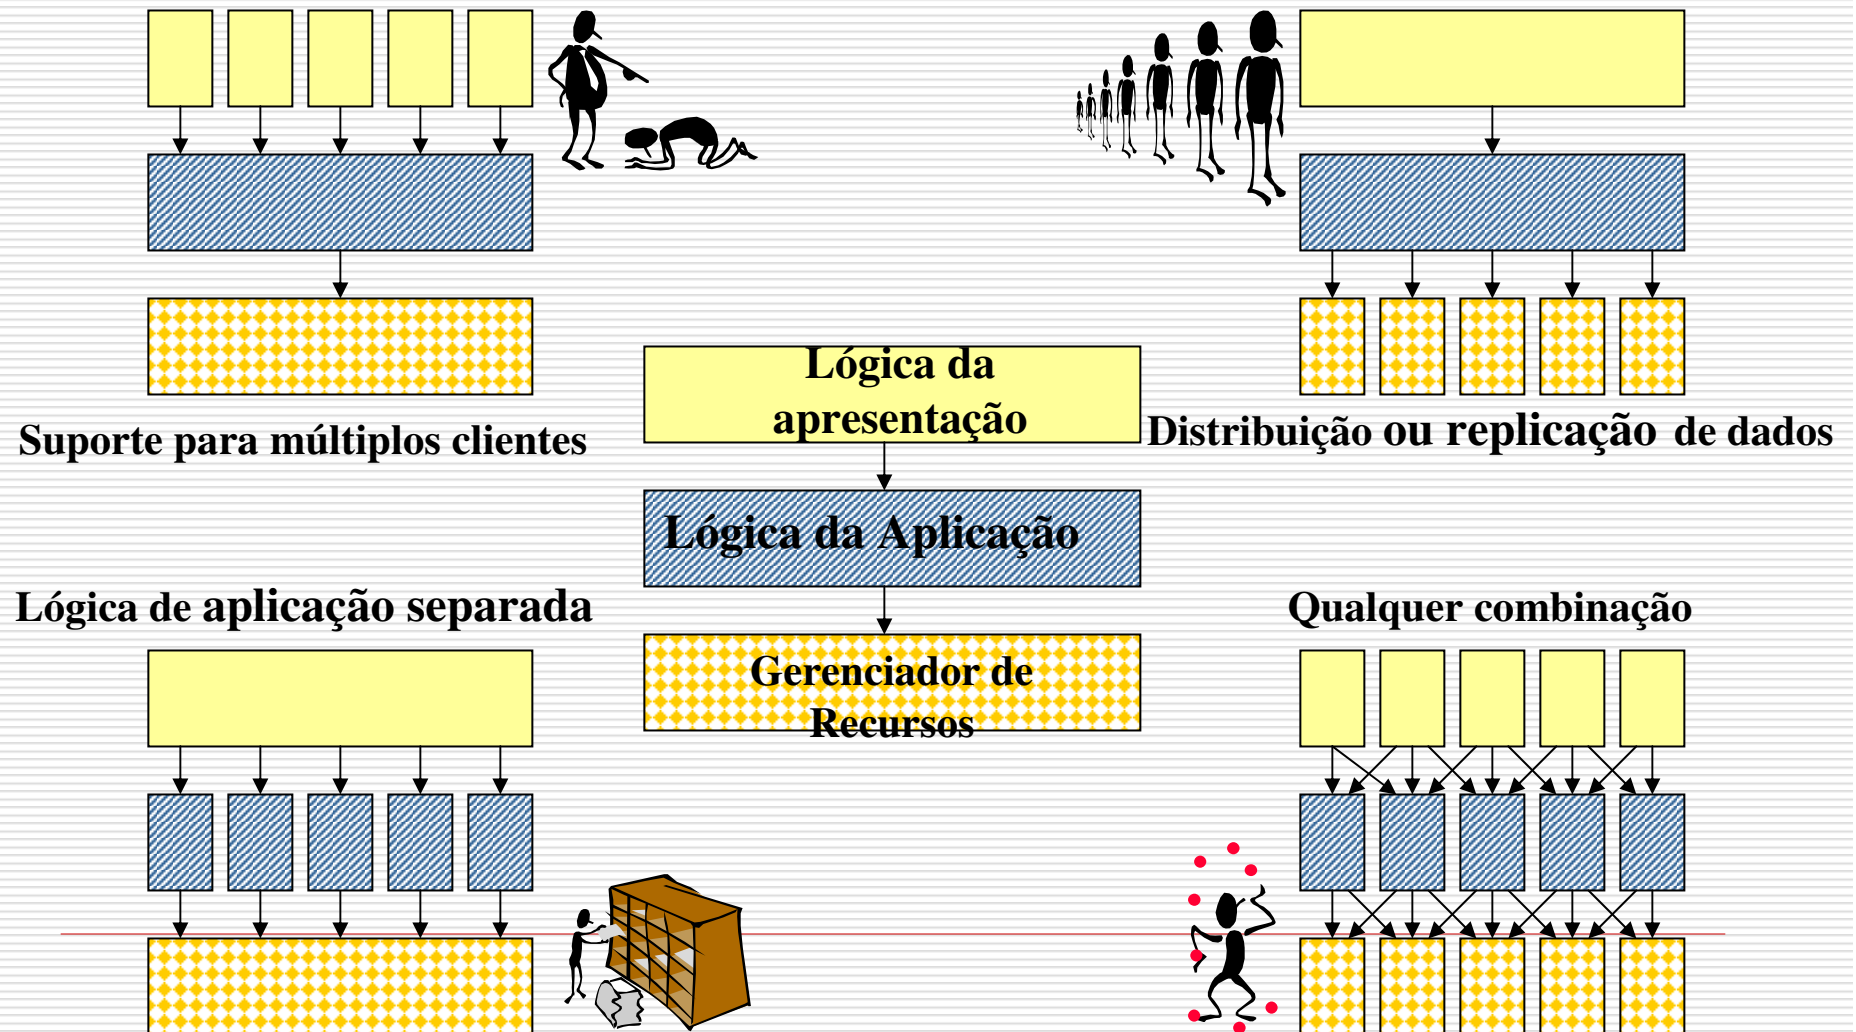 Lógica da
apresentação
Suporte para múltiplos clientes
Distribuição ou replicação de dados
Lógica da Aplicação
Lógica de aplicação separada
Qualquer combinação
Gerenciador de
Recursos